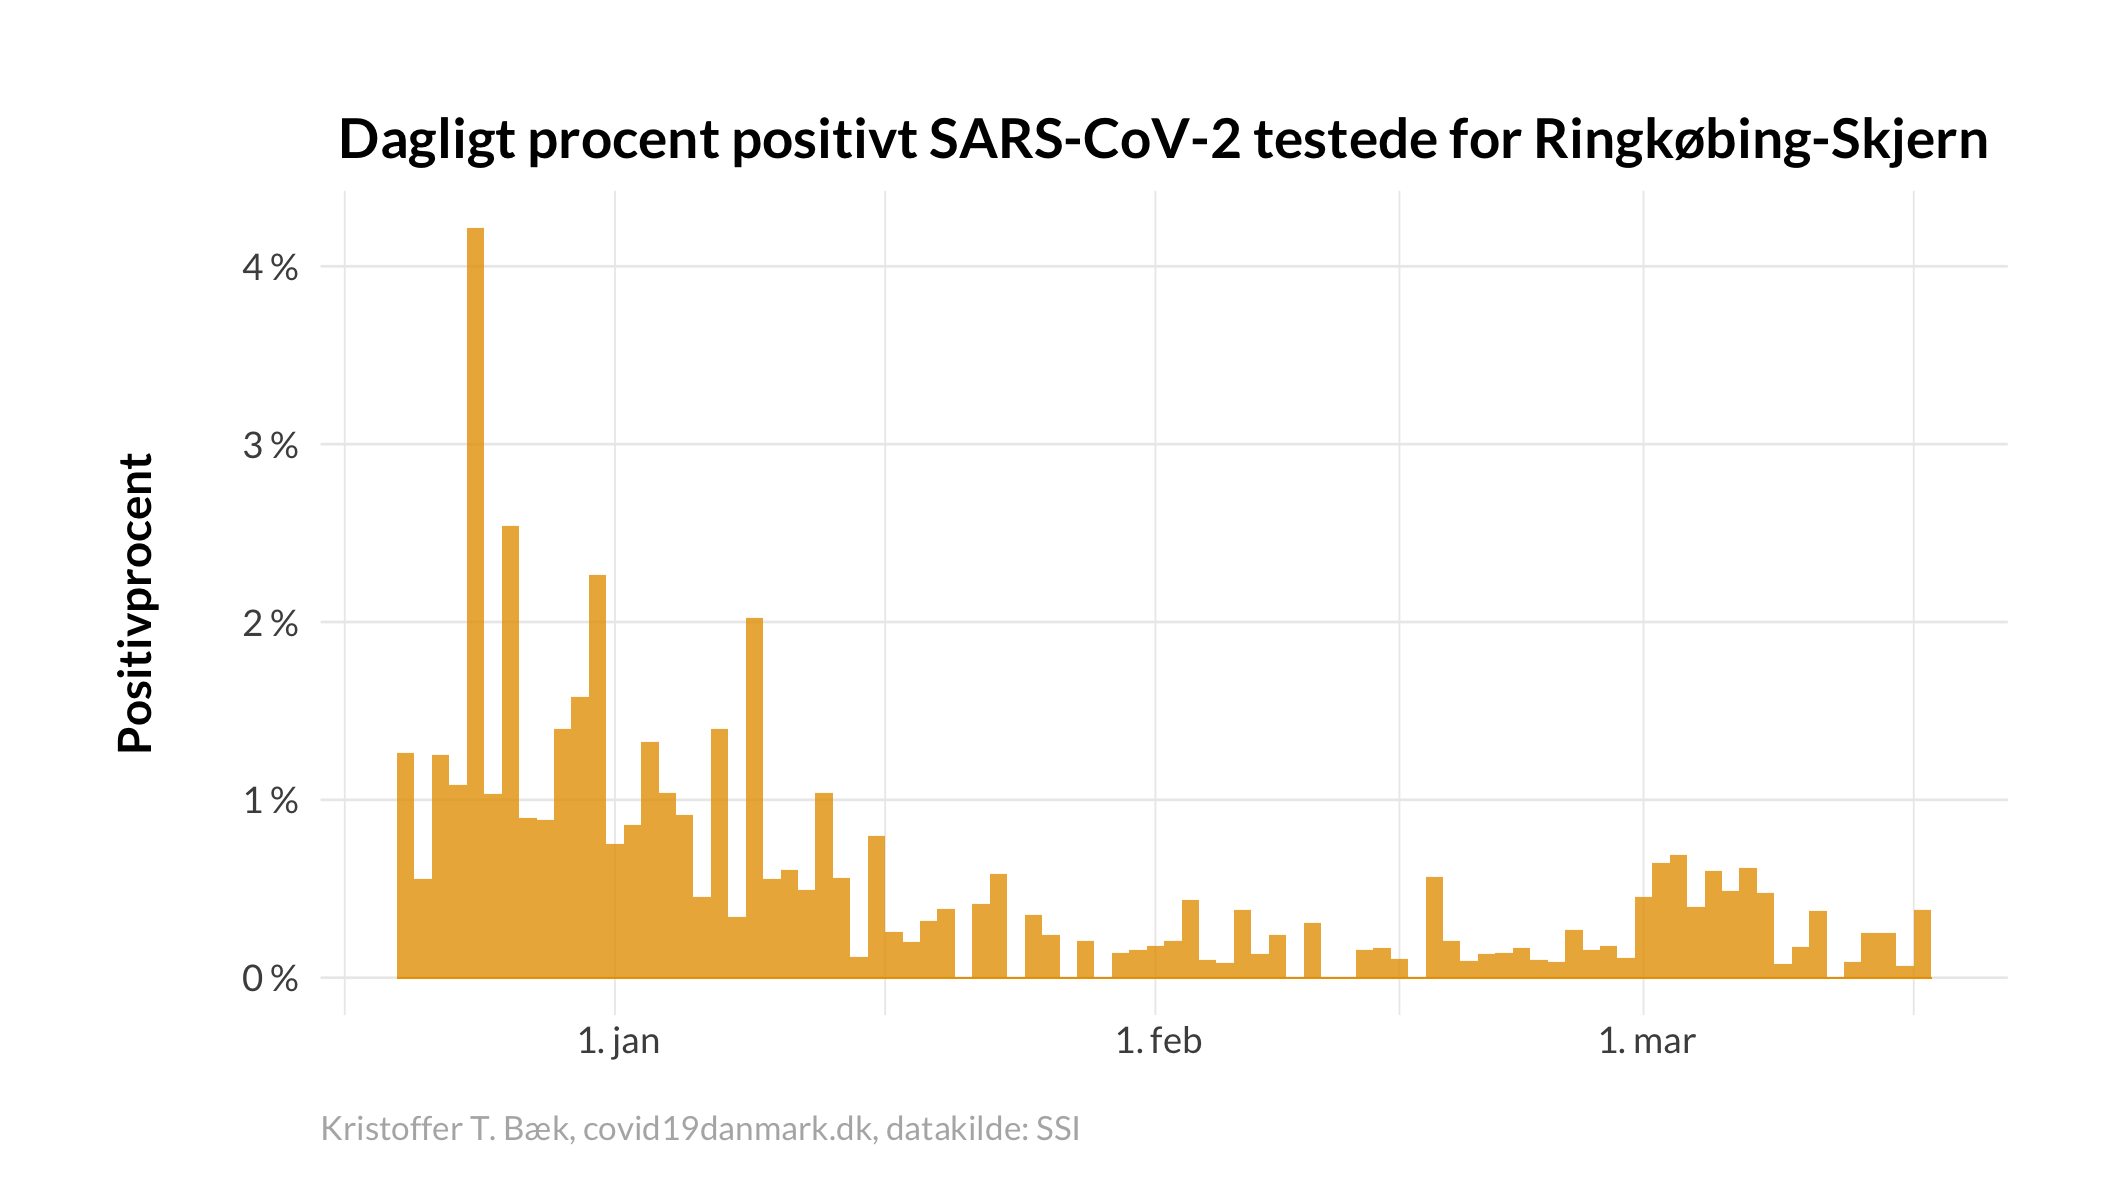 Dagligt procent positivt SARS-CoV-2 testede for Ringkøbing-Skjern
Positivprocent
4 %
3 %
2 %
1 %
0 %
1. jan
1. feb
1. mar
Kristoffer T. Bæk, covid19danmark.dk, datakilde: SSI